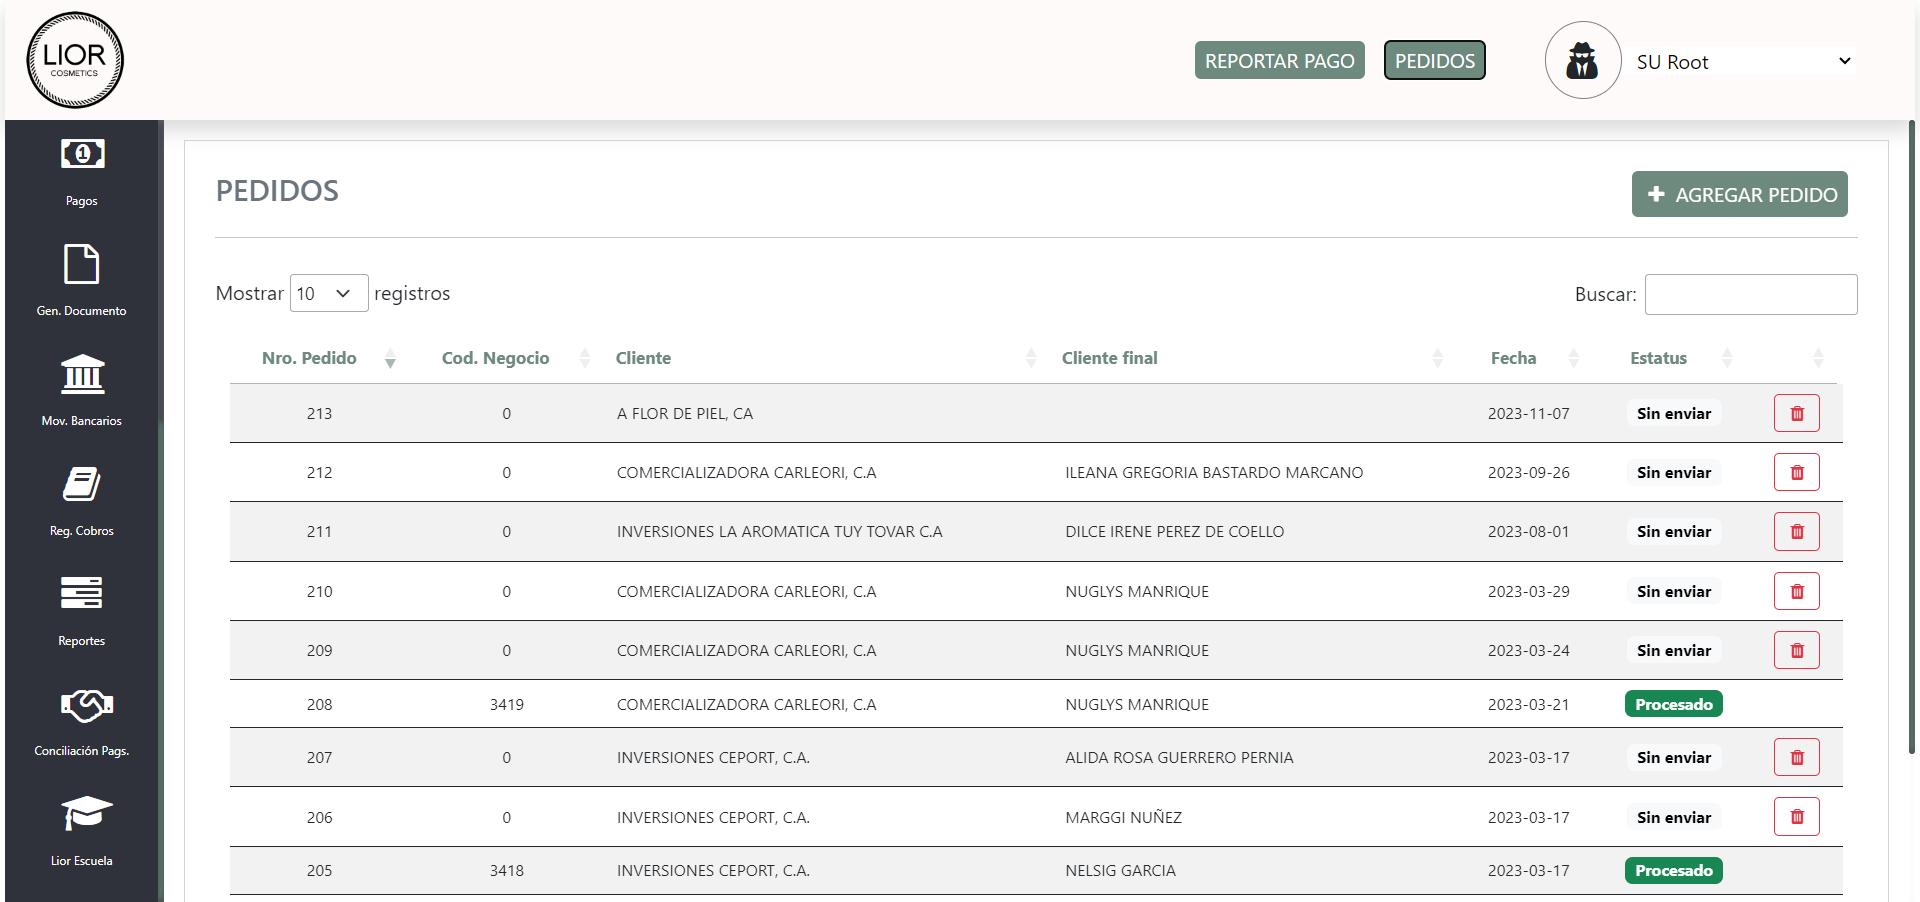 LIOR
COSMETICS
REPORTAR PAGO
PEDIDOS
SU Root
Pagos
Gen. Documento
Mov. Bancarios
Reg. Cobros
Reportes
Conciliación Pags.
Lior Escuela
PEDIDOS
AGREGAR PEDIDO
Mostrar 10 registros
Buscar:
Nro. Pedido Cod. Negocio Cliente Cliente final Fecha Estatus
213 0 A FLOR DE PIEL, CA 2023-11-07 Sin enviar
212 0 COMERCIALIZADORA CARLEORI, C.A ILEANA GREGORIA BASTARDO MARCANO 2023-09-26 Sin enviar
211 0 INVERSIONES LA AROMATICA TUY TOVAR C.A DILCE IRENE PEREZ DE COELLO 2023-08-01 Sin enviar
210 0 COMERCIALIZADORA CARLEORI, C.A NUGLYS MANRIQUE 2023-03-29 Sin enviar
209 0 COMERCIALIZADORA CARLEORI, C.A NUGLYS MANRIQUE 2023-03-24 Sin enviar
208 3419 COMERCIALIZADORA CARLEORI, C.A NUGLYS MANRIQUE 2023-03-21 Procesado
207 0 INVERSIONES CEPORT, C.A. ALIDA ROSA GUERRERO PERNIA 2023-03-17 Sin enviar
206 0 INVERSIONES CEPORT, C.A. MARGGI NUÑEZ 2023-03-17 Sin enviar
205 3418 INVERSIONES CEPORT, C.A. NELSIG GARCIA 2023-03-17 Procesado